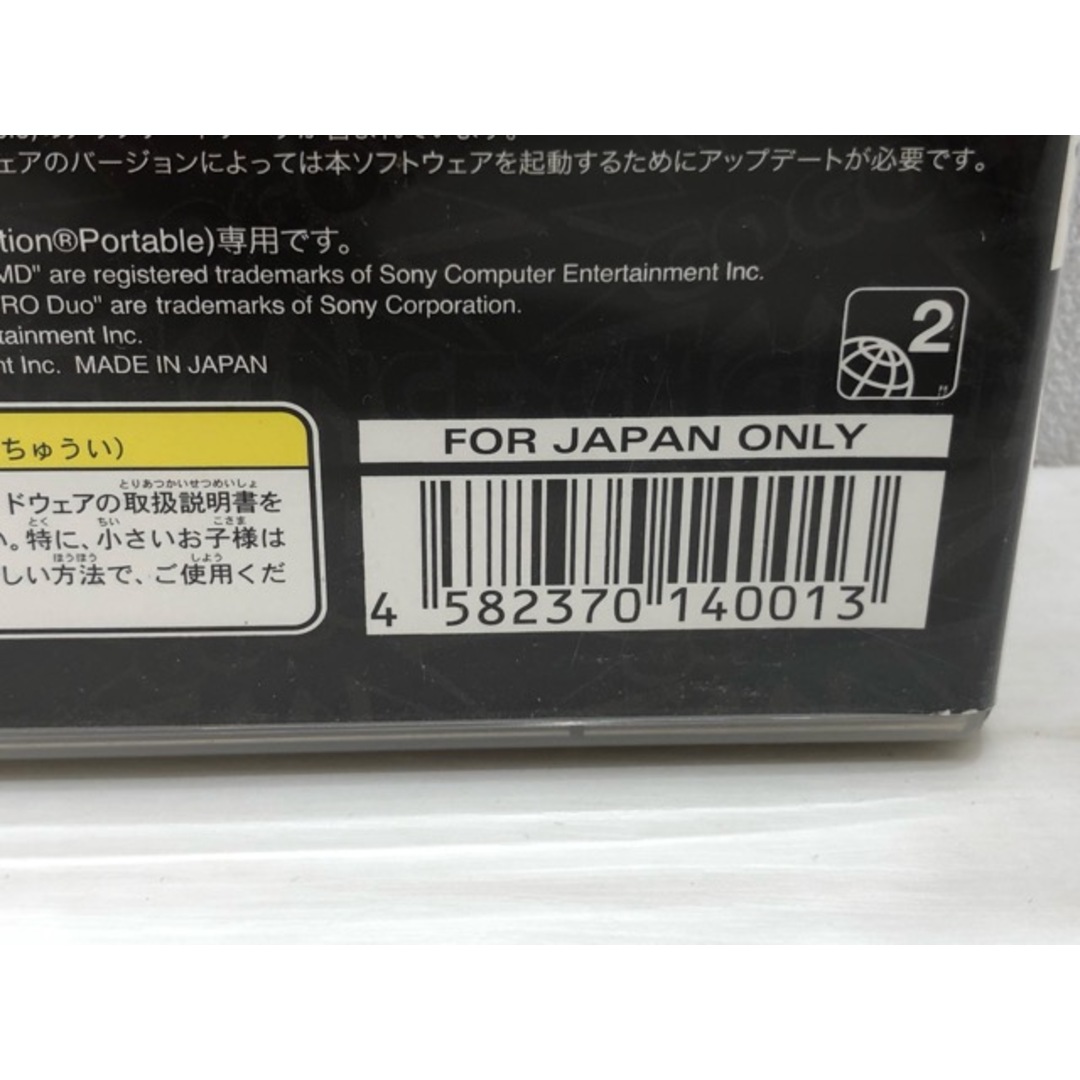 ェアのバージョンによっては本ソフトウェアを起動するためにアップデートが必要です。
tion®Portable)専用です。
MD" are registered trademarks of Sony Computer Entertainment Inc.
RO Duo" are trademarks of Sony Corporation.
tainment Inc.
nt Inc. MADE IN JAPAN
2
FOR JAPAN ONLY
ちゅうい)
とりあつかいせつめいしょ
ドウェアの取扱説明書を
とく ちい こさま
い。特に、小さいお子様は
ほうほう しよう
しい方法で、ご使用くだ
4 582370 140013